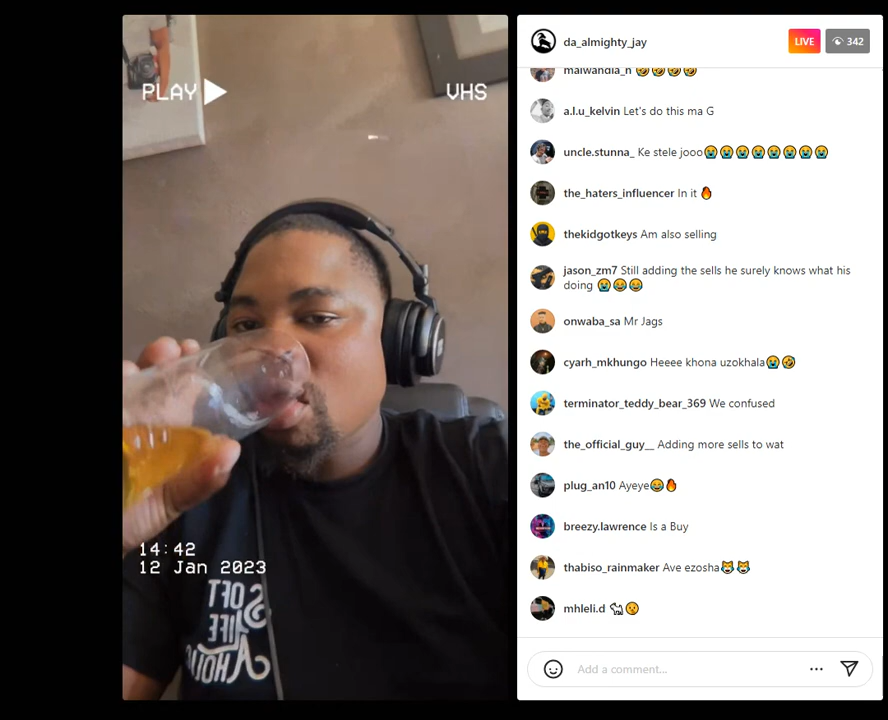 PLAY
VHS
14:42
12 Jan 2023
SOFT
LIFE
da_almighty_jay
LIVE
342
malwandla_n 🤣🤣🤣🤣
a.l.u_kelvin Let's do this ma G
uncle.stunna_ Ke stele jooo😭😭😭😭😭😭😭😭
the_haters_influencer In it 🔥
thekidgotkeys Am also selling
jason_zm7 Still adding the sells he surely knows what his
doing 😭😂😂
onwaba_sa Mr Jags
cyarh_mkhungo Heeee khona uzokhala😭🤣
terminator_teddy_bear_369 We confused
the_official_guy__ Adding more sells to wat
plug_an10 Ayeye😂🔥
breezy.lawrence Is a Buy
thabiso_rainmaker Ave ezosha😹😹
mhleli.d
Add a comment...